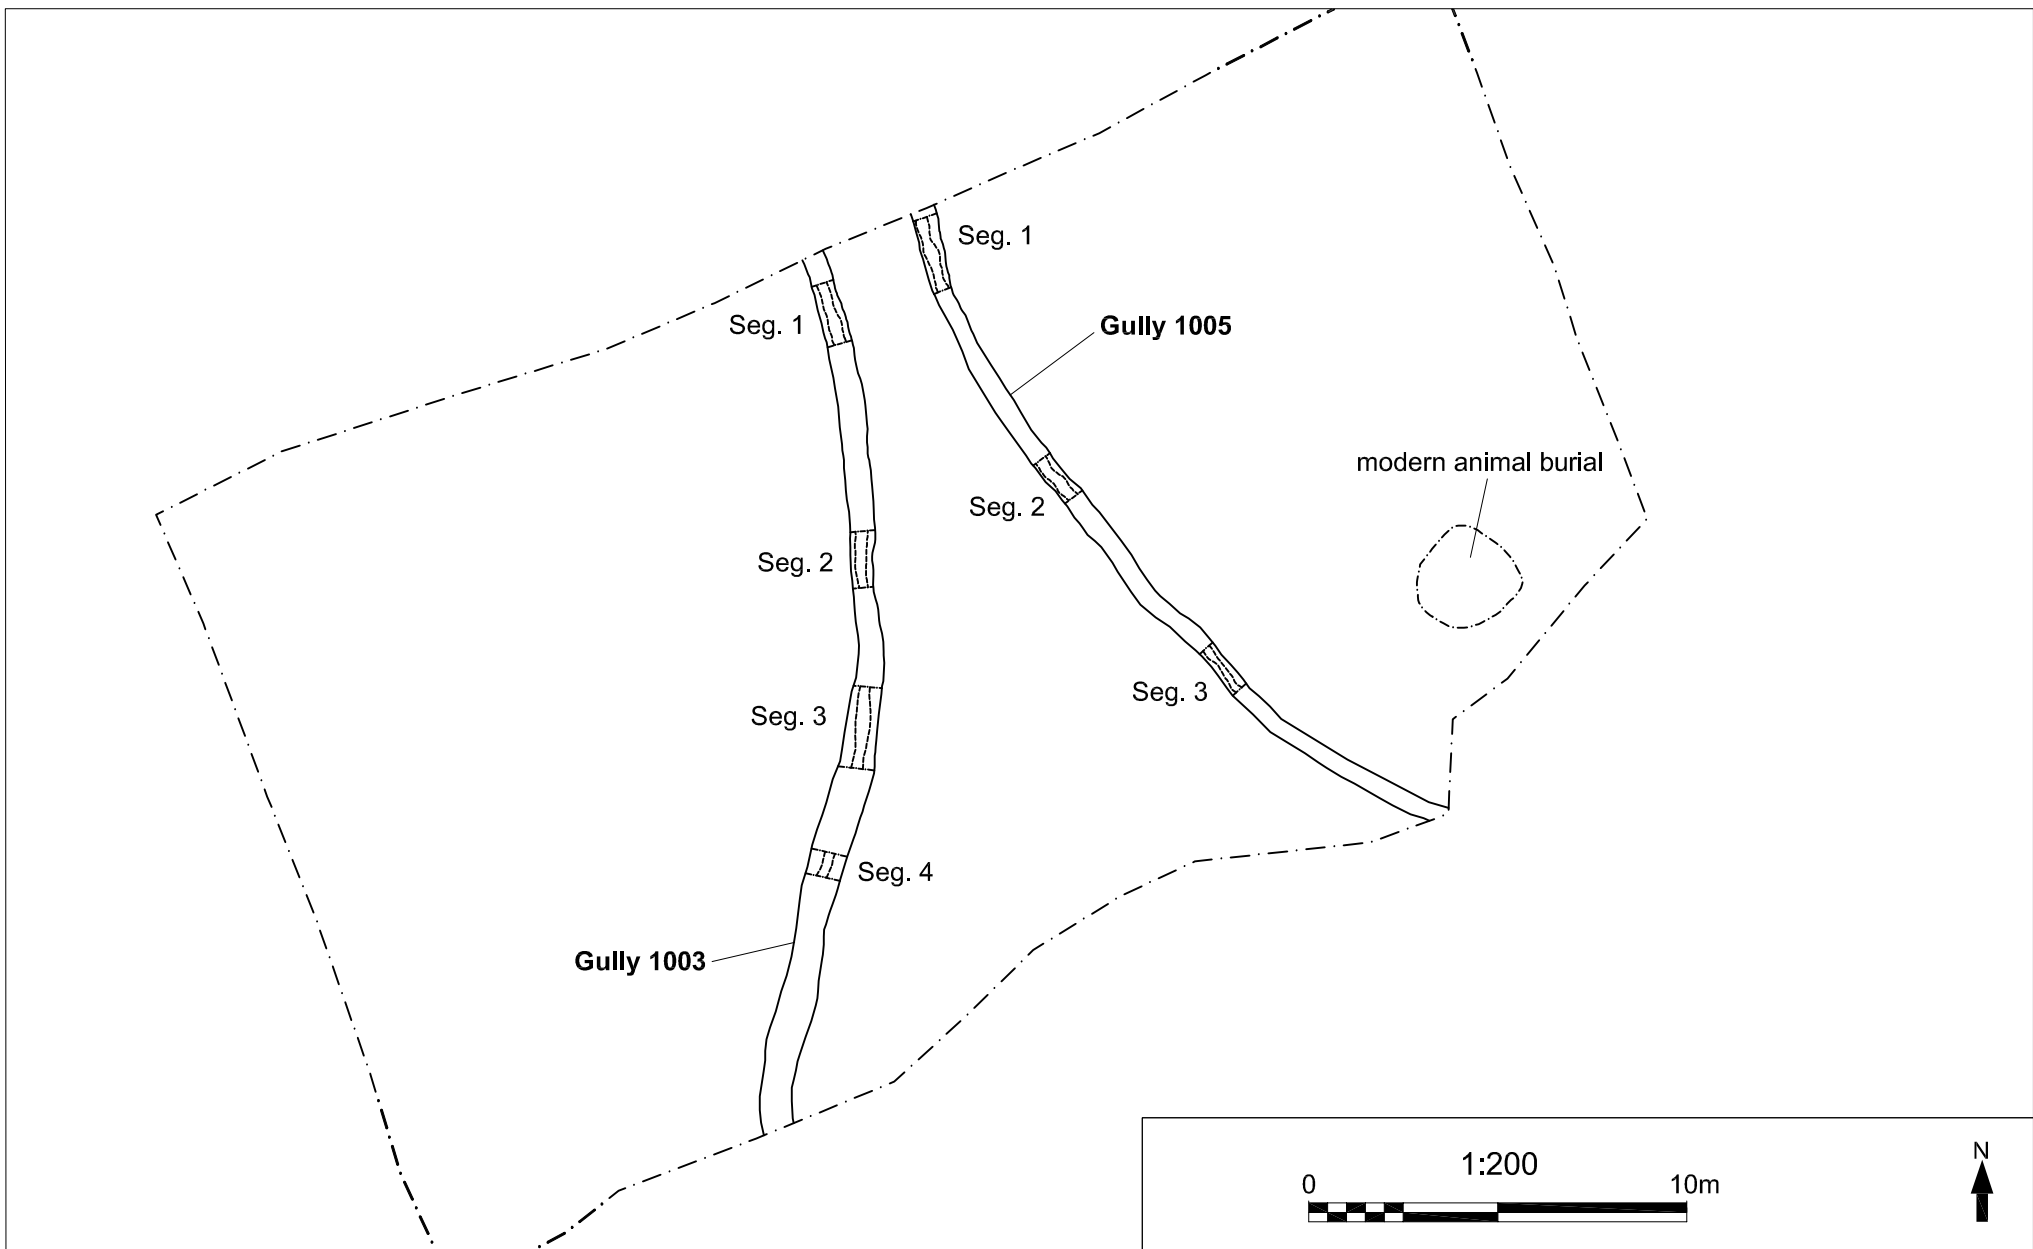 Seg. 1
Seg. 1
Gully 1005
modern animal burial
Seg. 2
Seg. 2
Seg. 3
Seg. 3
Seg. 4
Gully 1003
1:200
0
10m
N